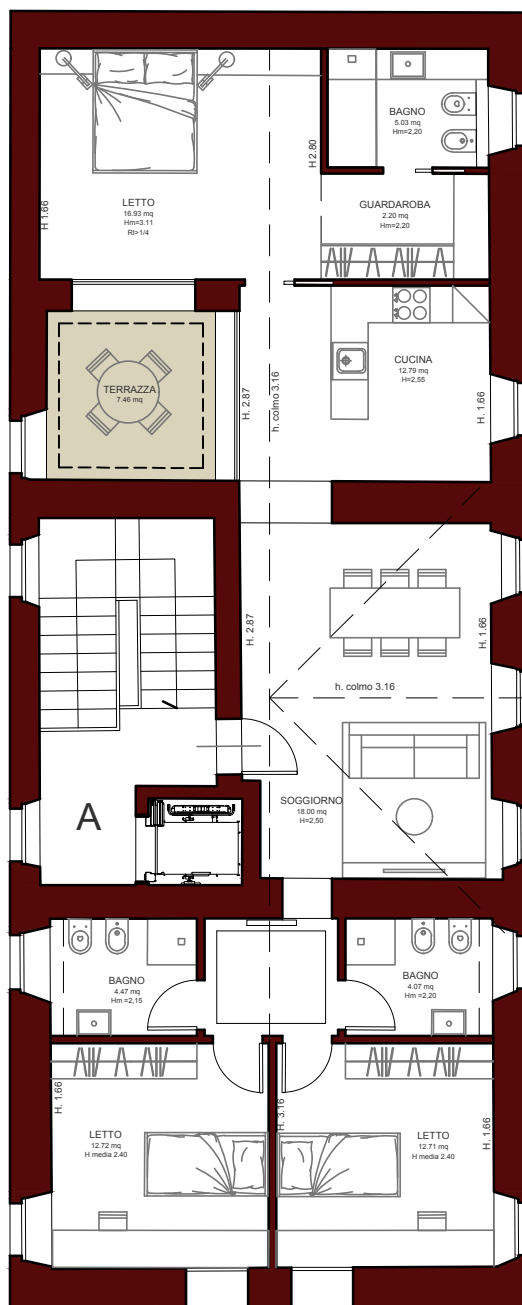 BAGNO
5.03 mq
Hm=2,20
H 2.80
LETTO
16.93 mq
Hm=3.11
RI>1/4
H 1.66
GUARDAROBA
2.20 mq
Hm=2,20
CUCINA
12.79 mq
H=2,55
TERRAZZA
7.46 mq
H. 2.87
h. colmo 3.16
H. 1.66
H. 2.87
H. 1.66
h. colmo 3.16
SOGGIORNO
18.00 mq
H=2,50
A
BAGNO
4.47 mq
Hm =2,15
BAGNO
4.07 mq
Hm =2,20
H. 1.66
H. 3.16
H. 1.66
LETTO
12.72 mq
H media 2.40
LETTO
12.71 mq
H media 2.40